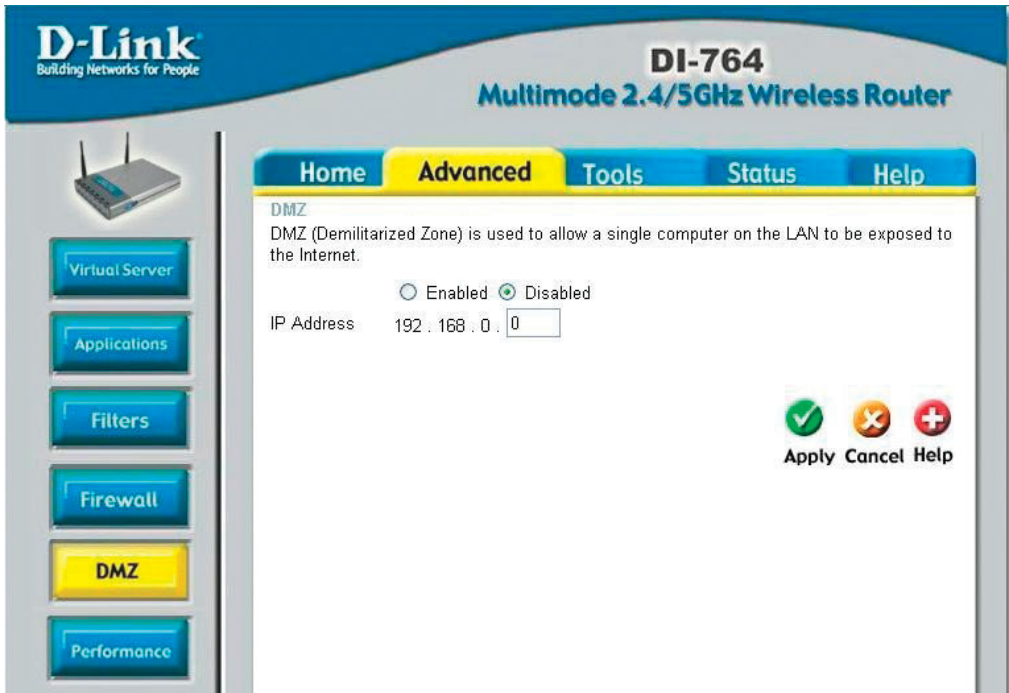 D-Link
Building Networks for People
DI-764
Multimode 2.4/5GHz Wireless Router
Home Advanced Tools Status Help
Virtual Server
Applications
Filters
Firewall
DMZ
Performance
DMZ
DMZ (Demilitarized Zone) is used to allow a single computer on the LAN to be exposed to
the Internet.
Enabled Disabled
IP Address 192 . 168 . 0 . 0
Apply Cancel Help